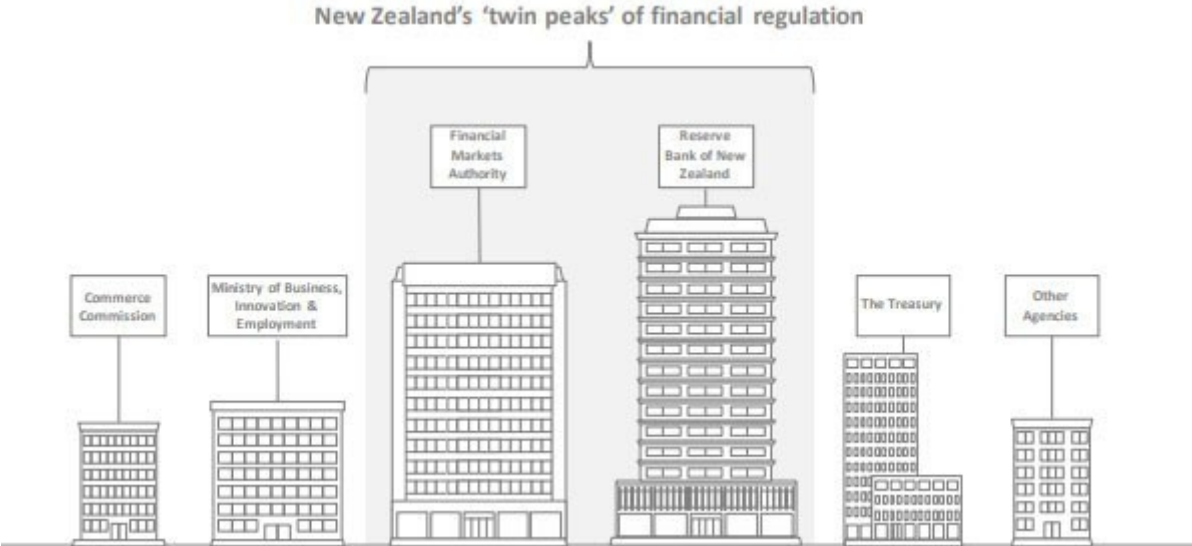 New Zealand's 'twin peaks' of financial regulation
Financial
Markets
Authority
Reserve
Bank of New
Zealand
Commerce
Commission
Ministry of Business,
Innovation &
Employment
The Treasury
Other
Agencies